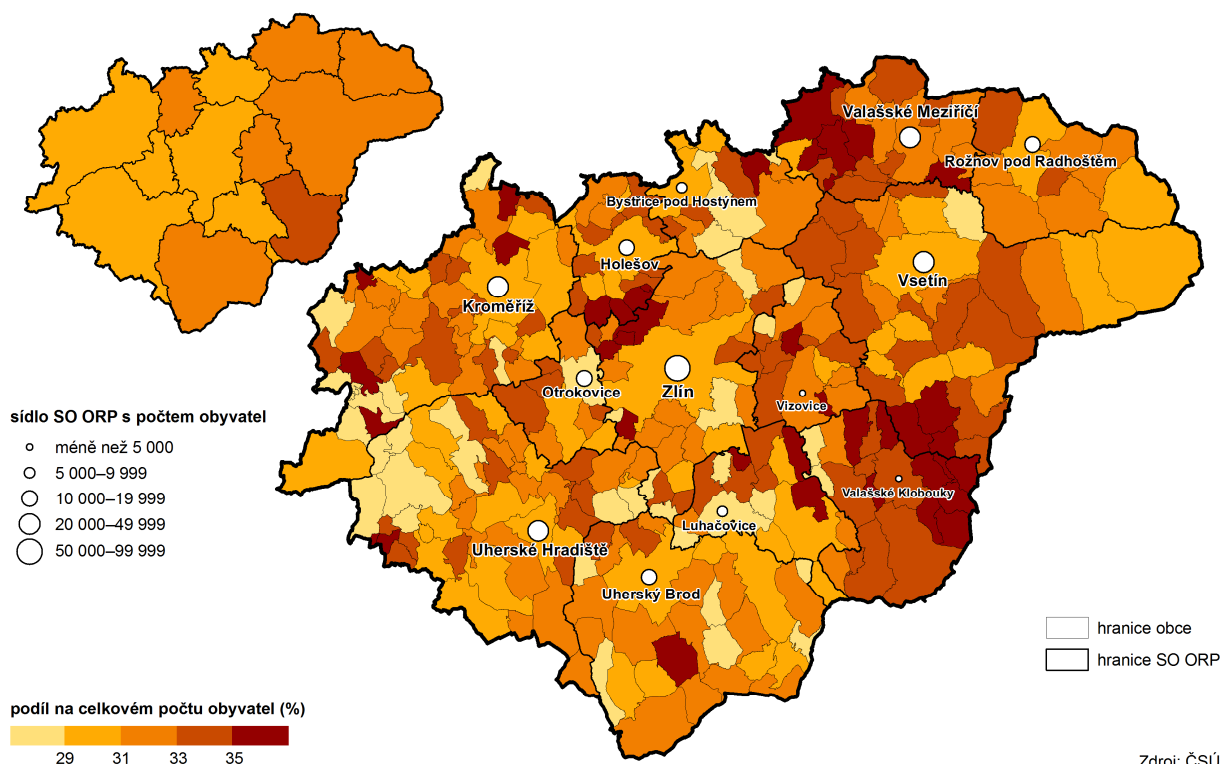 Valašské Meziříčí
Rožnov pod Radhoštěm
Bystřice pod Hostýnem
Holešov
Vsetín
Kroměříž
Otrokovice
Zlín
Vizovice
Valašské Klobouky
Luhačovice
Uherské Hradiště
Uherský Brod
sídlo SO ORP s počtem obyvatel
méně než 5 000
5 000–9 999
10 000–19 999
20 000–49 999
50 000–99 999
hranice obce
hranice SO ORP
podíl na celkovém počtu obyvatel (%)
29 31 33 35
Zdroj: ČSÚ